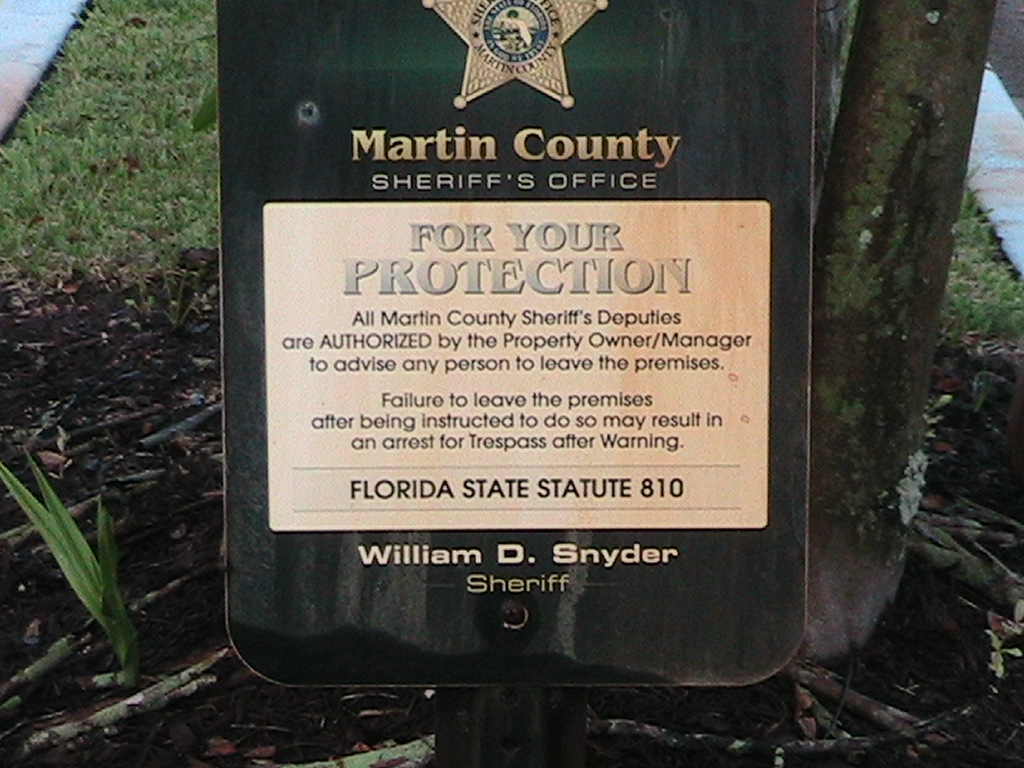 MARTIN COUNTY
Martin County
SHERIFF'S OFFICE
FOR YOUR
PROTECTION
All Martin County Sheriff's Deputies
are AUTHORIZED by the Property Owner/Manager
to advise any person to leave the premises.
Failure to leave the premises
after being instructed to do so may result in
an arrest for Trespass after Warning.
FLORIDA STATE STATUTE 810
William D. Snyder
Sheriff